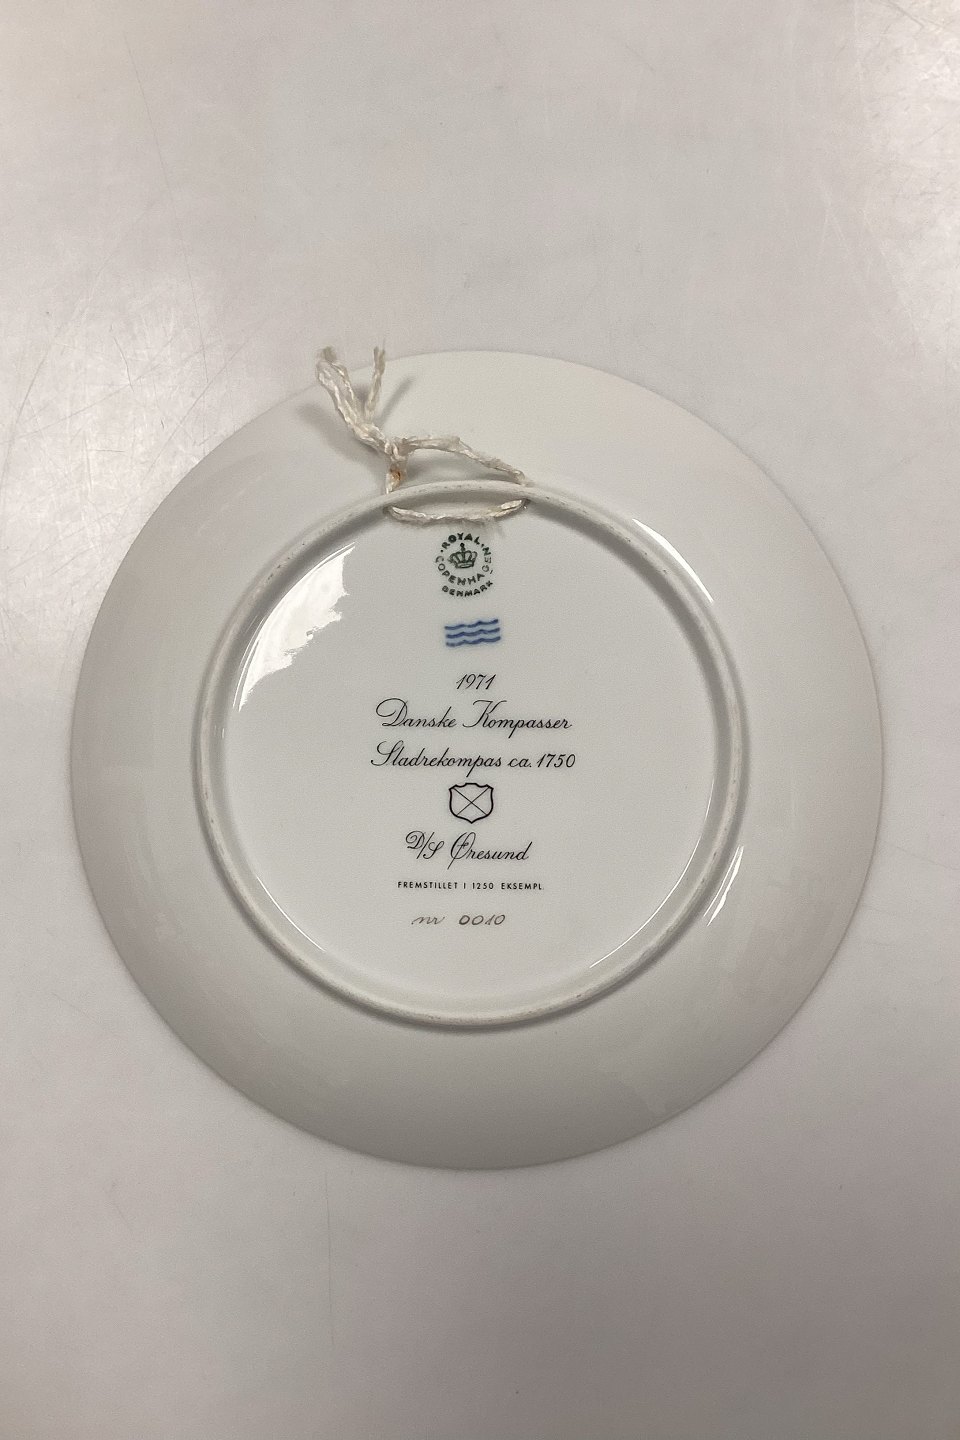 ROYAL
COPENHAGEN
DENMARK
1971
Danske Kompasser
Sladrekompas ca. 1750
D/S Øresund
FREMSTILLET I 1250 EKSEMPL.
nr 0010